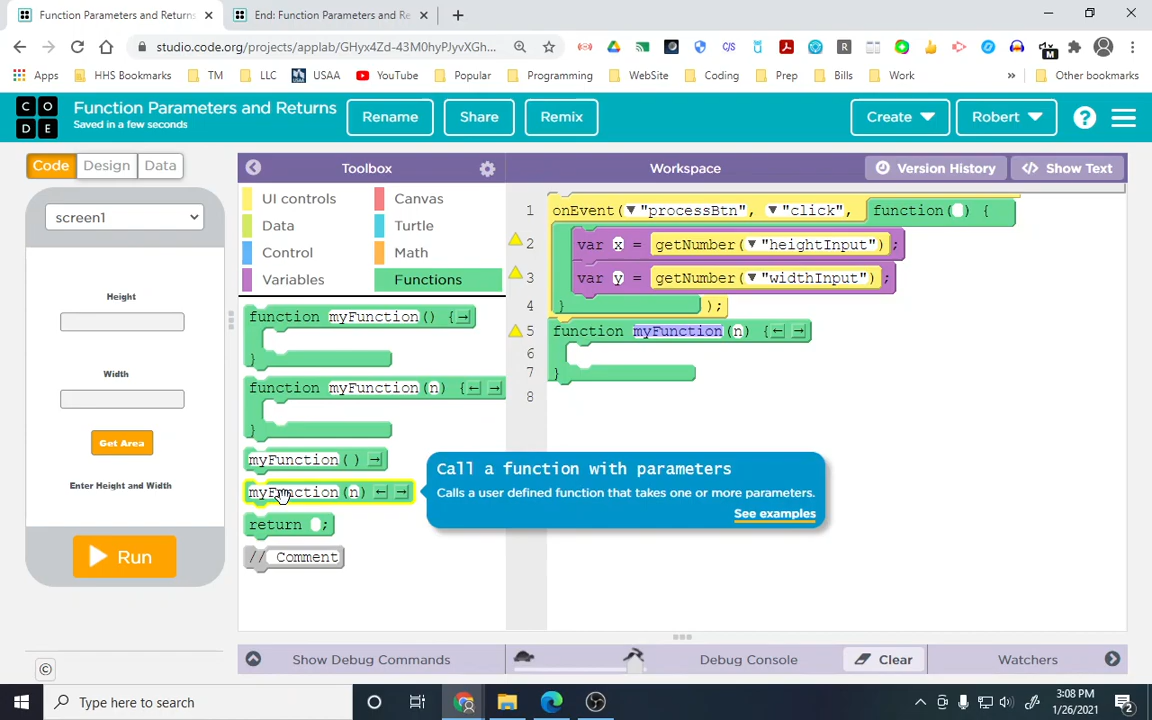 Function Parameters and Returns
End: Function Parameters and Re
studio.code.org/projects/applab/GHyx4Zd-43M0hyPJyvXGh...
Apps
HHS Bookmarks
TM
LLC
USAA
YouTube
Popular
Programming
WebSite
Coding
Prep
Bills
Work
»
Other bookmarks
C O
D E
Function Parameters and Returns
Saved in a few seconds
Rename
Share
Remix
Create
Robert
Code
Design
Data
Toolbox
Workspace
Version History
</> Show Text
screen1
Height
Width
Get Area
Enter Height and Width
Run
UI controls
Canvas
Data
Turtle
Control
Math
Variables
Functions
function myFunction() {→
}
function myFunction(n) {← →
}
myFunction() →
myFunction(n) ← →
return ;
// Comment
1 onEvent(▼"processBtn", ▼"click", function() {
2 var x = getNumber(▼"heightInput");
3 var y = getNumber(▼"widthInput");
4 } );
5 function myFunction(n) {← →
6
7 }
8
Call a function with parameters
Calls a user defined function that takes one or more parameters.
See examples
Show Debug Commands
Debug Console
Clear
Watchers
Type here to search
3:08 PM
1/26/2021
2